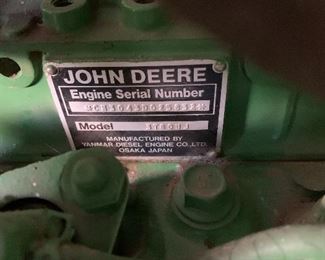 JOHN DEERE
Engine Serial Number
Model
MANUFACTURED BY
YANMAR DIESEL ENGINE CO.,LTD.
OSAKA JAPAN